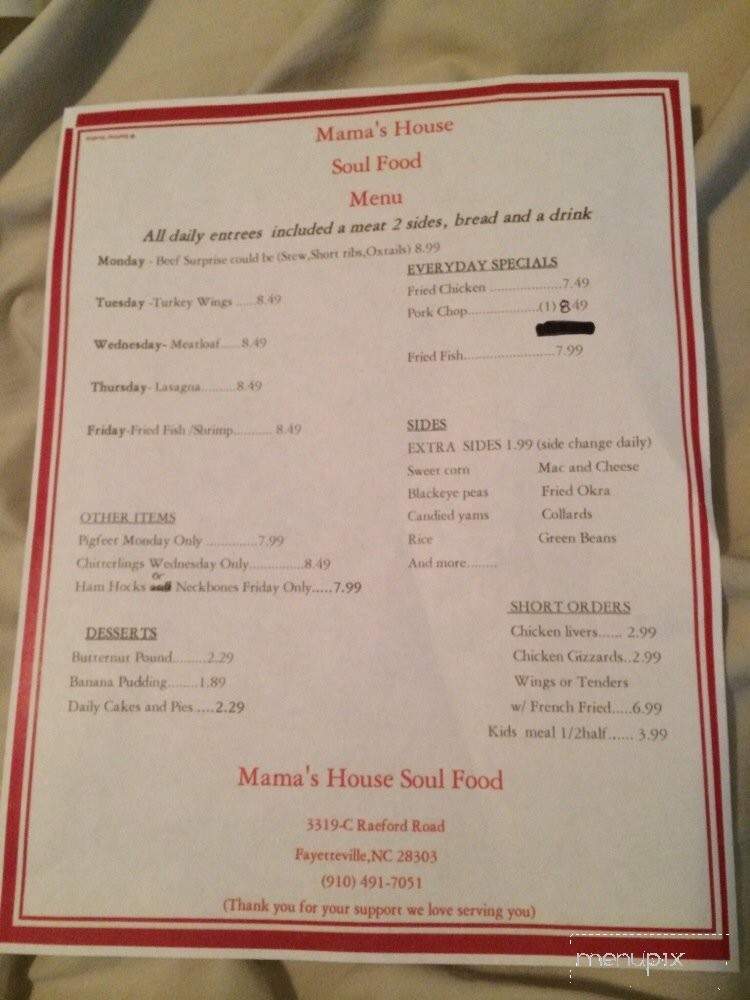 Mama's House
Soul Food
Menu
All daily entrees included a meat 2 sides, bread and a drink
Monday - Beef Surprise could be (Stew,Short ribs,Oxtails) 8.99
Tuesday -Turkey Wings ......8.49
Wednesday- Meatloaf.....8.49
Thursday- Lasagna..........8.49
Friday-Fried Fish /Shrimp........... 8.49
EVERYDAY SPECIALS
Fried Chicken ......................7.49
Pork Chop......................(1) 8.49
Fried Fish...........................7.99
SIDES
EXTRA SIDES 1.99 (side change daily)
Sweet corn Mac and Cheese
Blackeye peas Fried Okra
Candied yams Collards
Rice Green Beans
And more........
OTHER ITEMS
Pigfeet Monday Only ...............7.99
Chitterlings Wednesday Only................8.49
Ham Hocks or Neckbones Friday Only.....7.99
DESSERTS
Butternut Pound..........2.29
Banana Pudding.........1.89
Daily Cakes and Pies ....2.29
SHORT ORDERS
Chicken livers...... 2.99
Chicken Gizzards..2.99
Wings or Tenders
w/ French Fried.....6.99
Kids meal 1/2half...... 3.99
Mama's House Soul Food
3319-C Raeford Road
Fayetteville,NC 28303
(910) 491-7051
(Thank you for your support we love serving you)
menupix